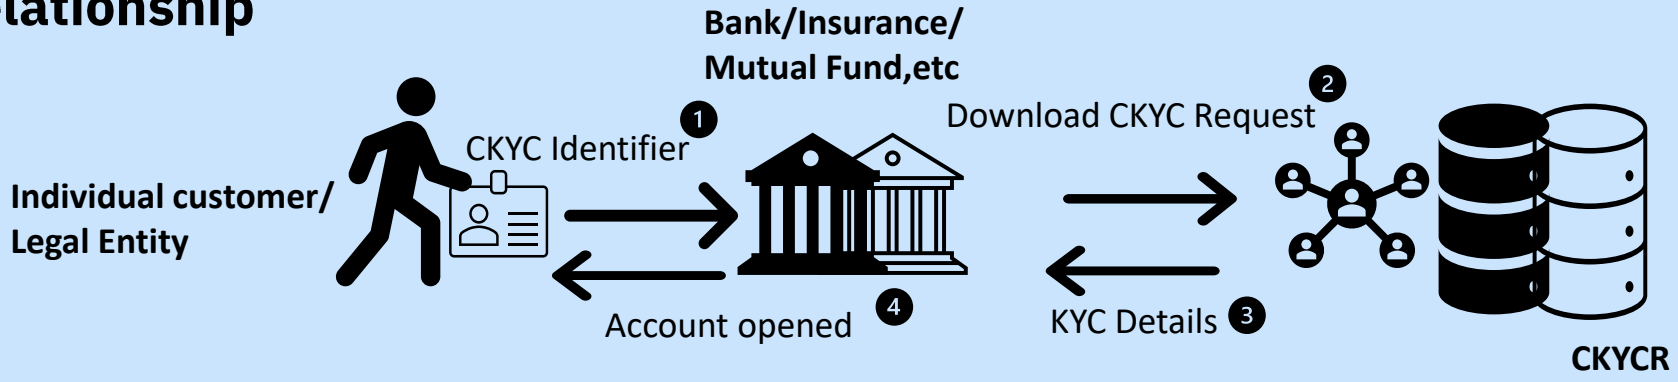 Bank/Insurance/
Mutual Fund,etc
2
Download CKYC Request
1
CKYC Identifier
Individual customer/
Legal Entity
4
Account opened
KYC Details 3
CKYCR